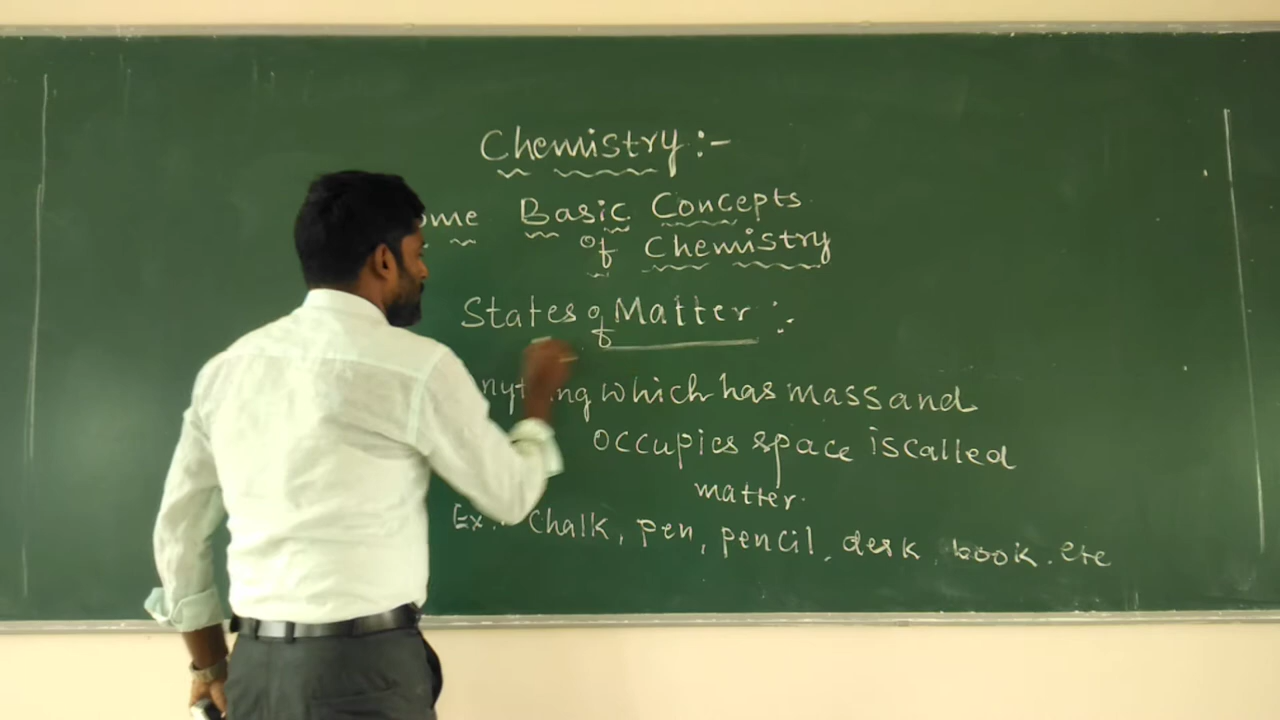 Chemistry :-
ome Basic Concepts
of Chemistry
States of Matter :-
which has mass and
occupies space is called
matter.
Ex:- Chalk, pen, pencil, desk, book. etc